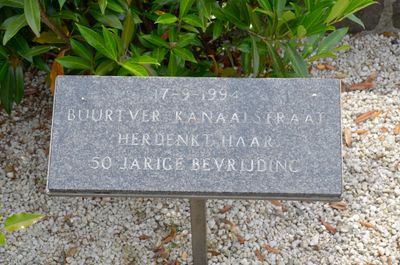 17-9-1994
BUURTVER. KANAALSTRAAT
HERDENKT HAAR
50 JARIGE BEVRIJDING